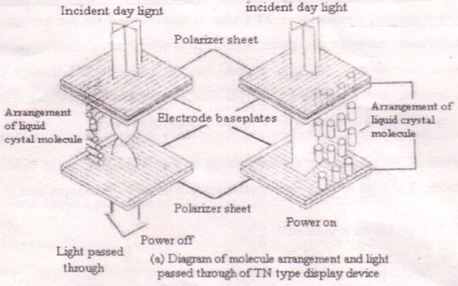 Incident day lignt
incident day light
Polarizer sheet
Arrangement
of liquid
cystal molecule
Electrode baseplates
Arrangement of
liquid crystal
molecule
Polarizer sheet
Power on
Power off
Light passed
through
(a) Diagram of molecule arrangement and light
passed through of TN type display device